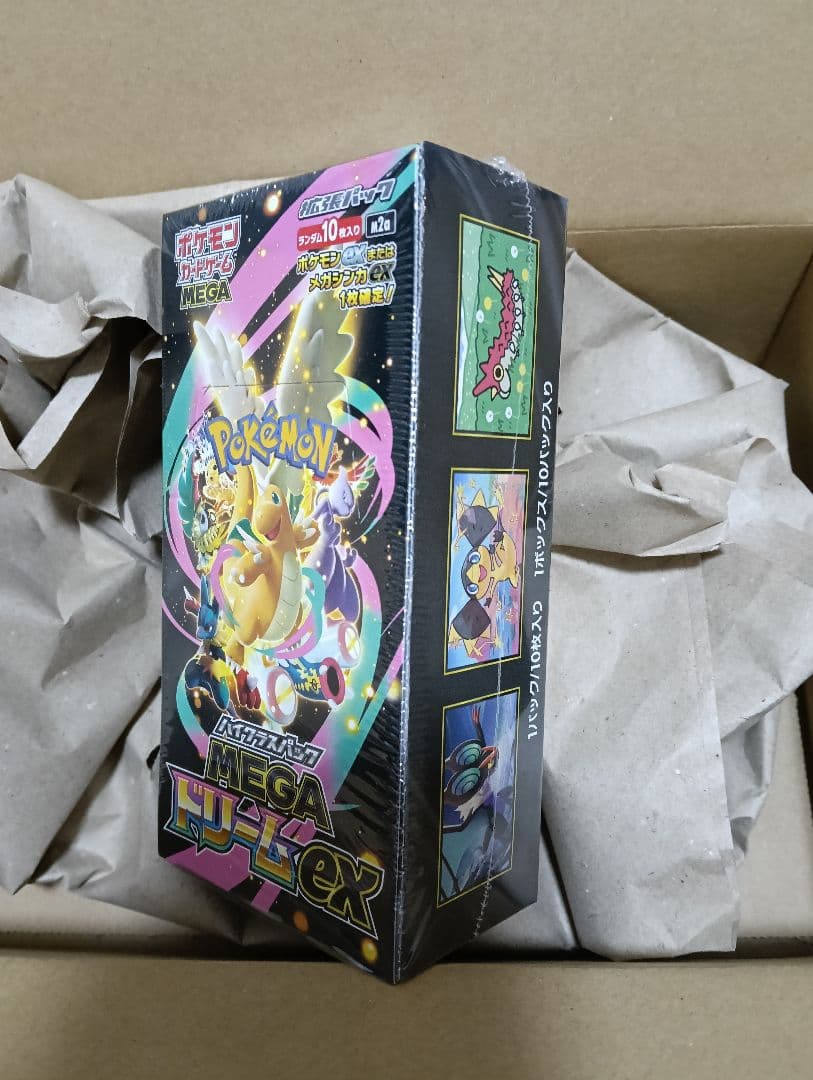 ポケモン
カードゲーム
MEGA
拡張パック
ランダム10枚入り
M2a
ポケモンexまたは
メガシンカex
1枚確定!
POKéMON
ハイクラスパック
MEGA
ドリームex
1パック/10枚入り 1ボックス/10パック入り